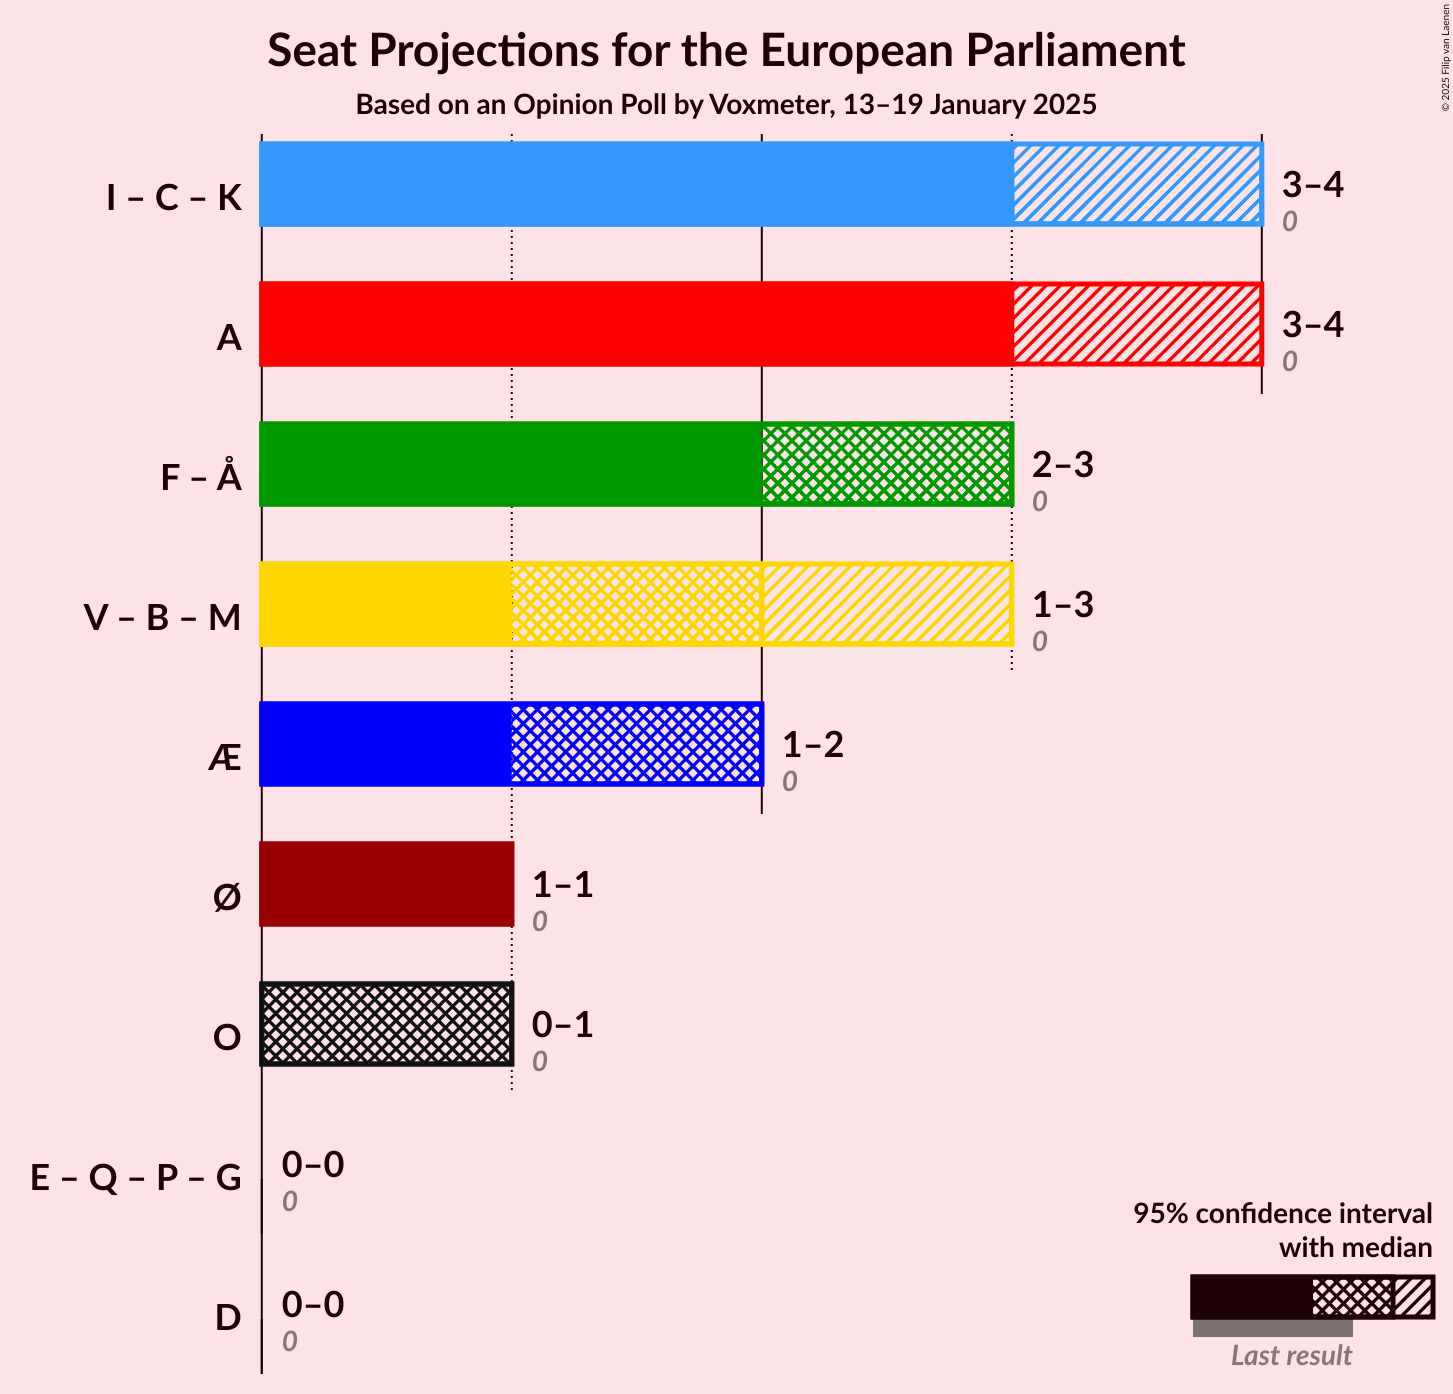 Seat Projections for the European Parliament
Based on an Opinion Poll by Voxmeter, 13–19 January 2025
© 2025 Filip van Laenen
I – C – K
3–4
0
A
3–4
0
F – Å
2–3
0
V – B – M
1–3
0
Æ
1–2
0
Ø
1–1
0
O
0–1
0
E – Q – P – G
0–0
0
D
0–0
0
95% confidence interval
with median
Last result